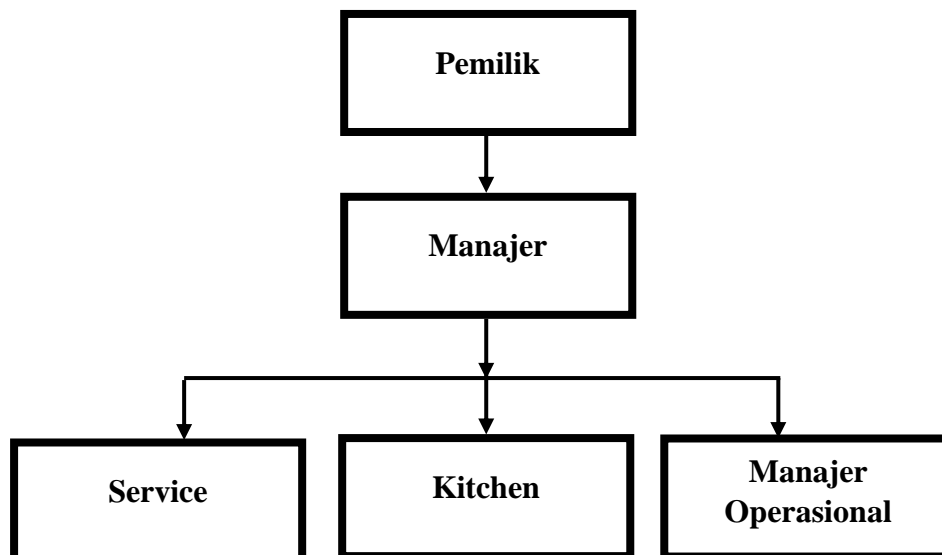 Pemilik
Manajer
Service
Kitchen
Manajer
Operasional